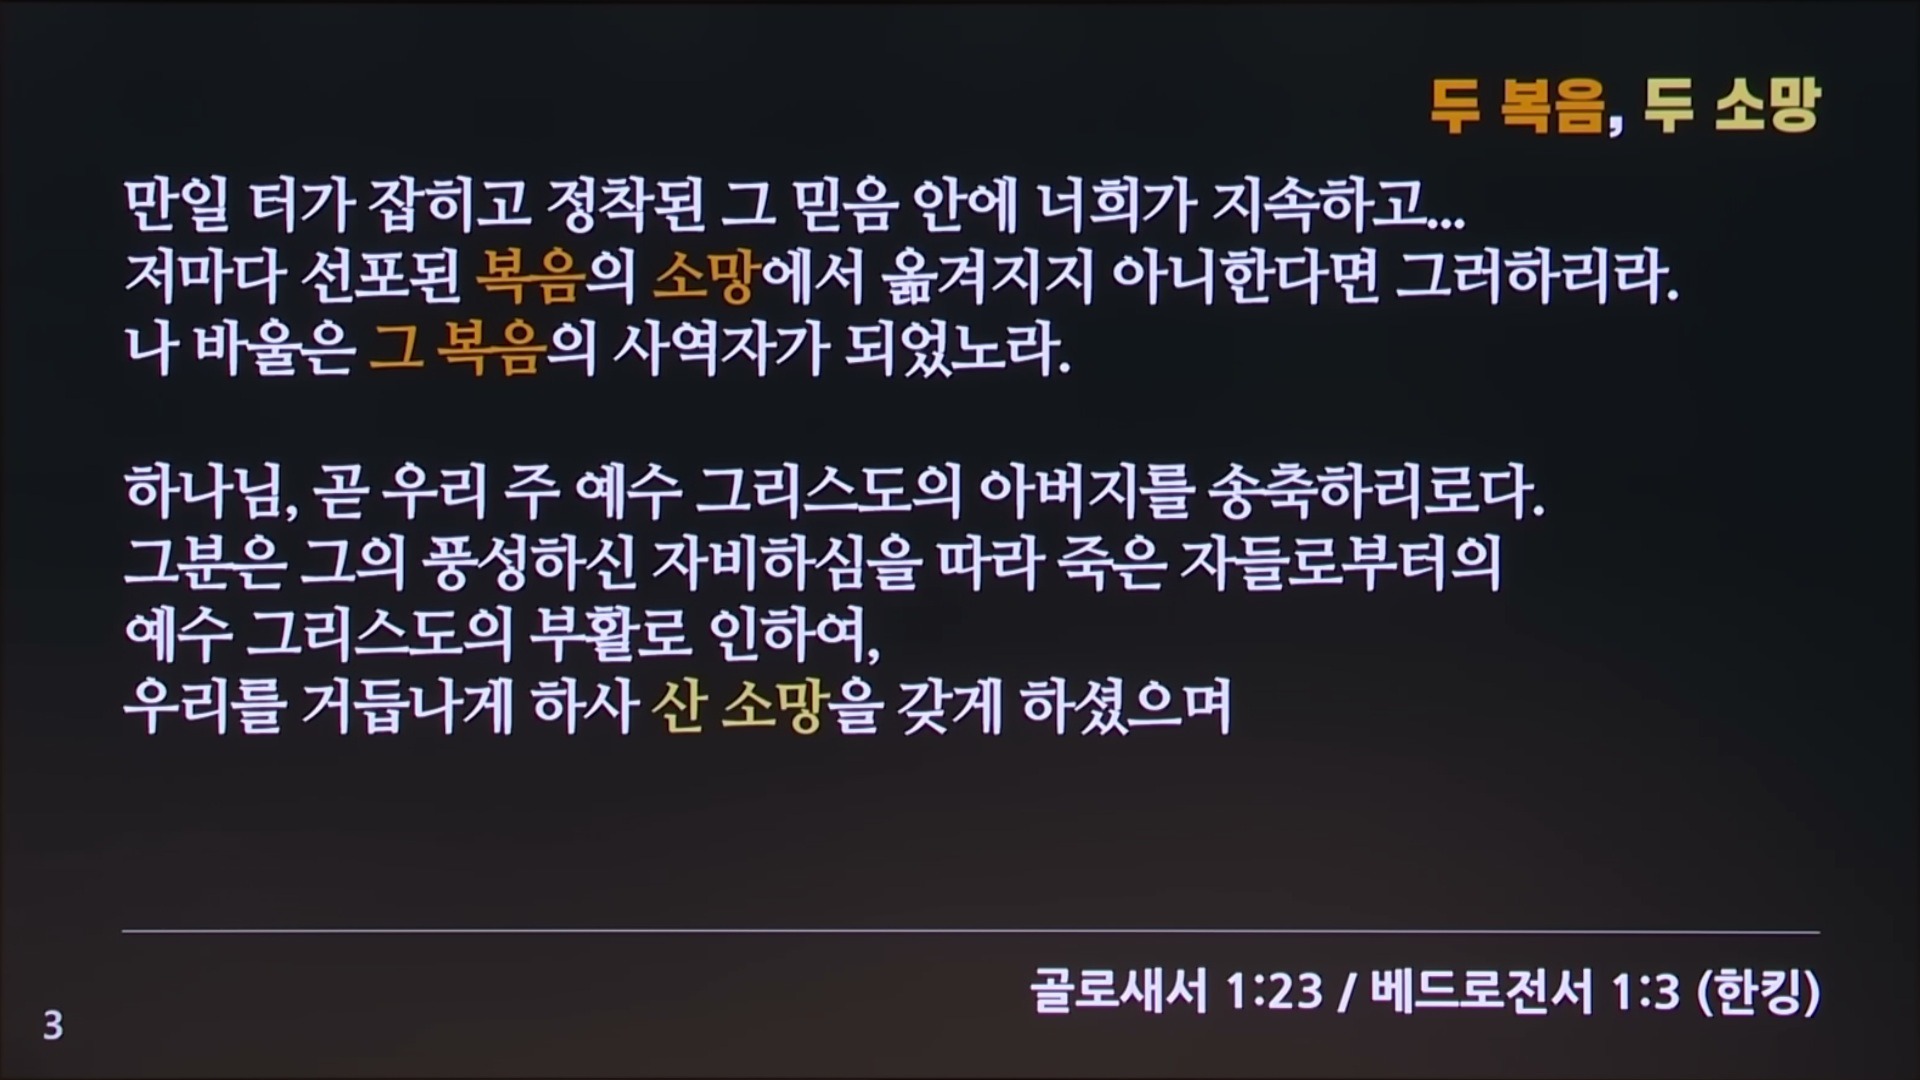 두 복음, 두 소망
만일 터가 잡히고 정착된 그 믿음 안에 너희가 지속하고...
저마다 선포된 복음의 소망에서 옮겨지지 아니한다면 그러하리라.
나 바울은 그 복음의 사역자가 되었노라.
하나님, 곧 우리 주 예수 그리스도의 아버지를 송축하리로다.
그분은 그의 풍성하신 자비하심을 따라 죽은 자들로부터의
예수 그리스도의 부활로 인하여,
우리를 거듭나게 하사 산 소망을 갖게 하셨으며
골로새서 1:23 / 베드로전서 1:3 (한킹)
3